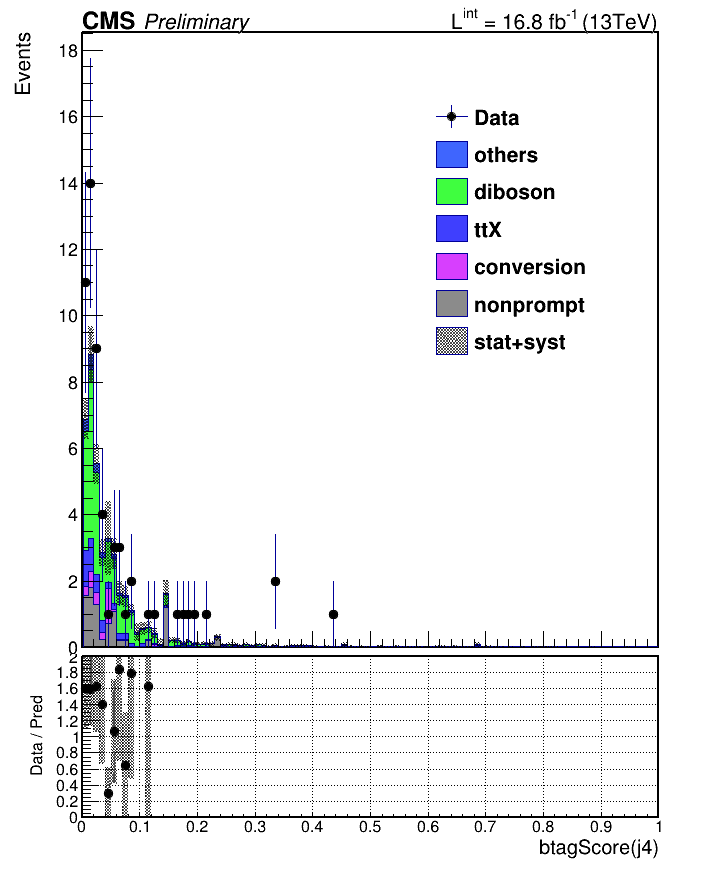 CMS Preliminary L^int = 16.8 fb^-1 (13TeV)
Events
18
16
14
12
10
8
6
4
2
0
Data
others
diboson
ttX
conversion
nonprompt
stat+syst
Data / Pred
2
1.8
1.6
1.4
1.2
1
0.8
0.6
0.4
0.2
0
0 0.1 0.2 0.3 0.4 0.5 0.6 0.7 0.8 0.9 1
btagScore(j4)